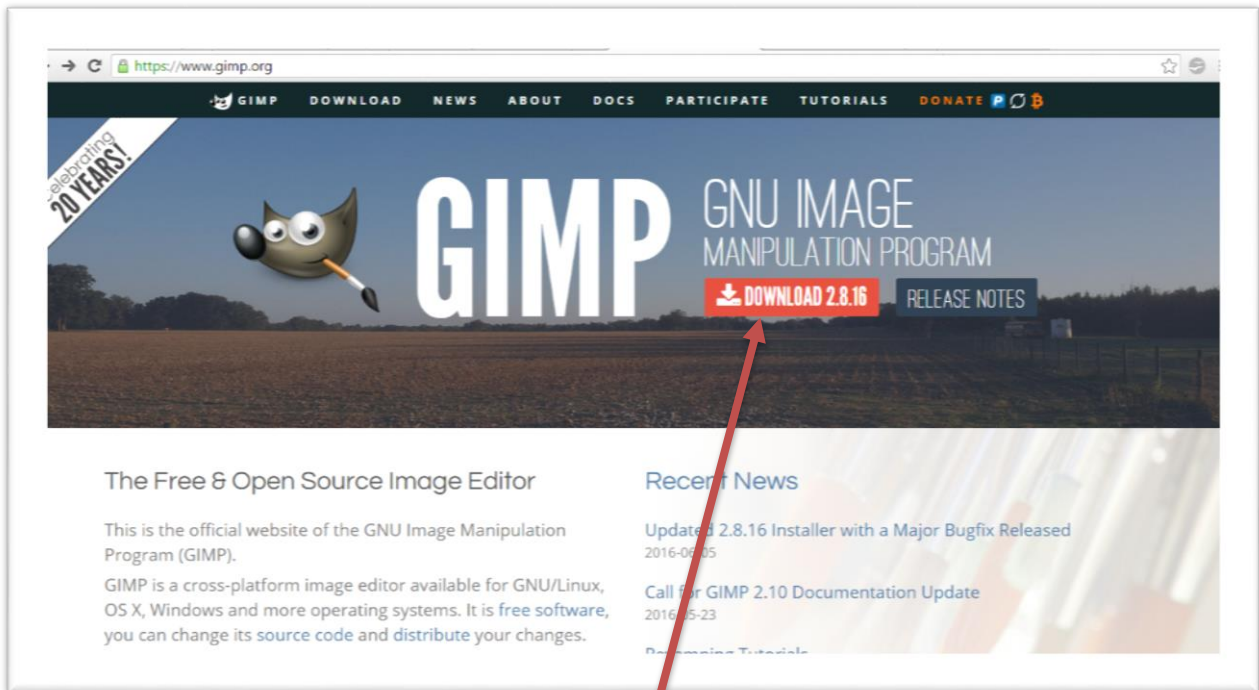 https://www.gimp.org
GIMP DOWNLOAD NEWS ABOUT DOCS PARTICIPATE TUTORIALS DONATE
Celebrating
20 YEARS!
GIMP
GNU IMAGE
MANIPULATION PROGRAM
DOWNLOAD 2.8.16
RELEASE NOTES
The Free & Open Source Image Editor
This is the official website of the GNU Image Manipulation
Program (GIMP).
GIMP is a cross-platform image editor available for GNU/Linux,
OS X, Windows and more operating systems. It is free software,
you can change its source code and distribute your changes.
Recent News
Updated 2.8.16 Installer with a Major Bugfix Released
2016-06-05
Call for GIMP 2.10 Documentation Update
2016-05-23
Revamping Tutorials